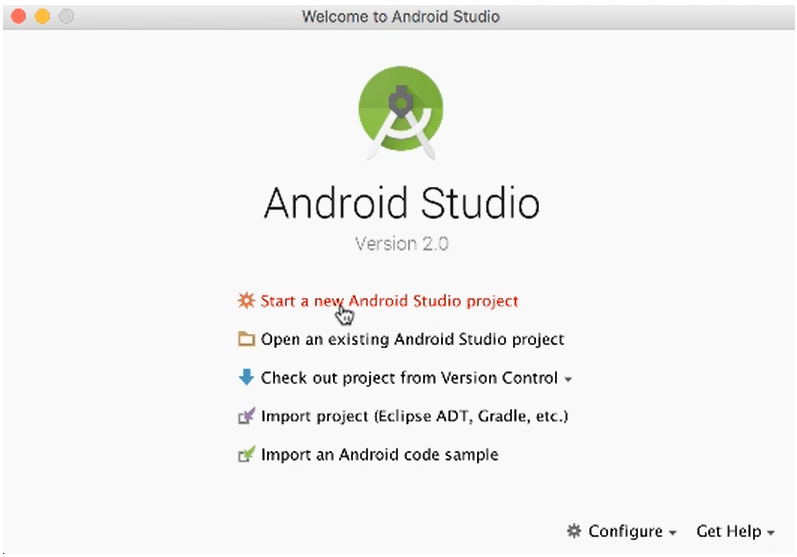 Welcome to Android Studio
Android Studio
Version 2.0
Start a new Android Studio project
Open an existing Android Studio project
Check out project from Version Control
Import project (Eclipse ADT, Gradle, etc.)
Import an Android code sample
Configure Get Help